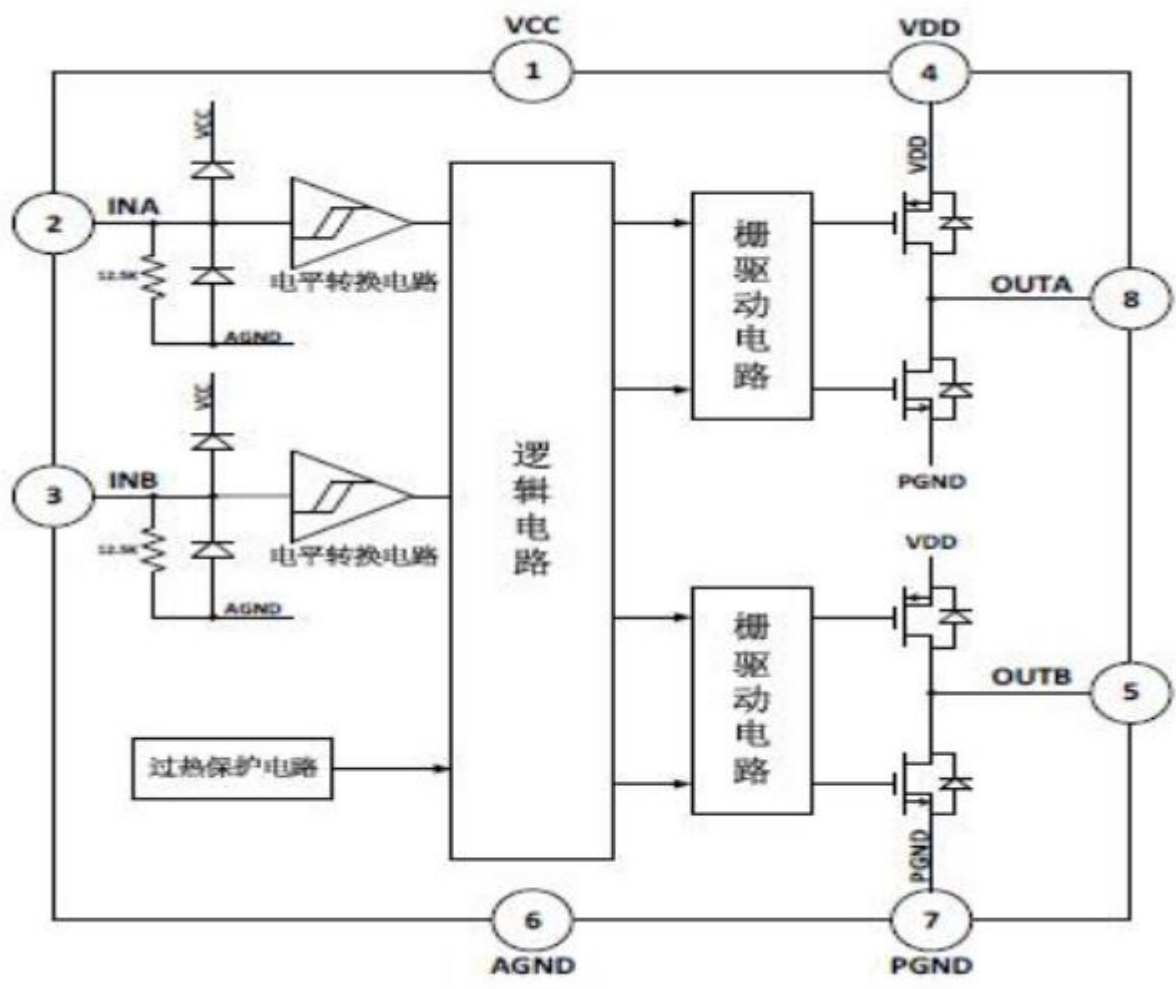 VCC
1
VDD
4
VCC
VDD
2
INA
12.5K
电平转换电路
AGND
栅驱动电路
OUTA
8
PGND
VCC
3
INB
12.5K
电平转换电路
AGND
逻辑电路
VDD
栅驱动电路
OUTB
5
过热保护电路
PGND
6
AGND
7
PGND